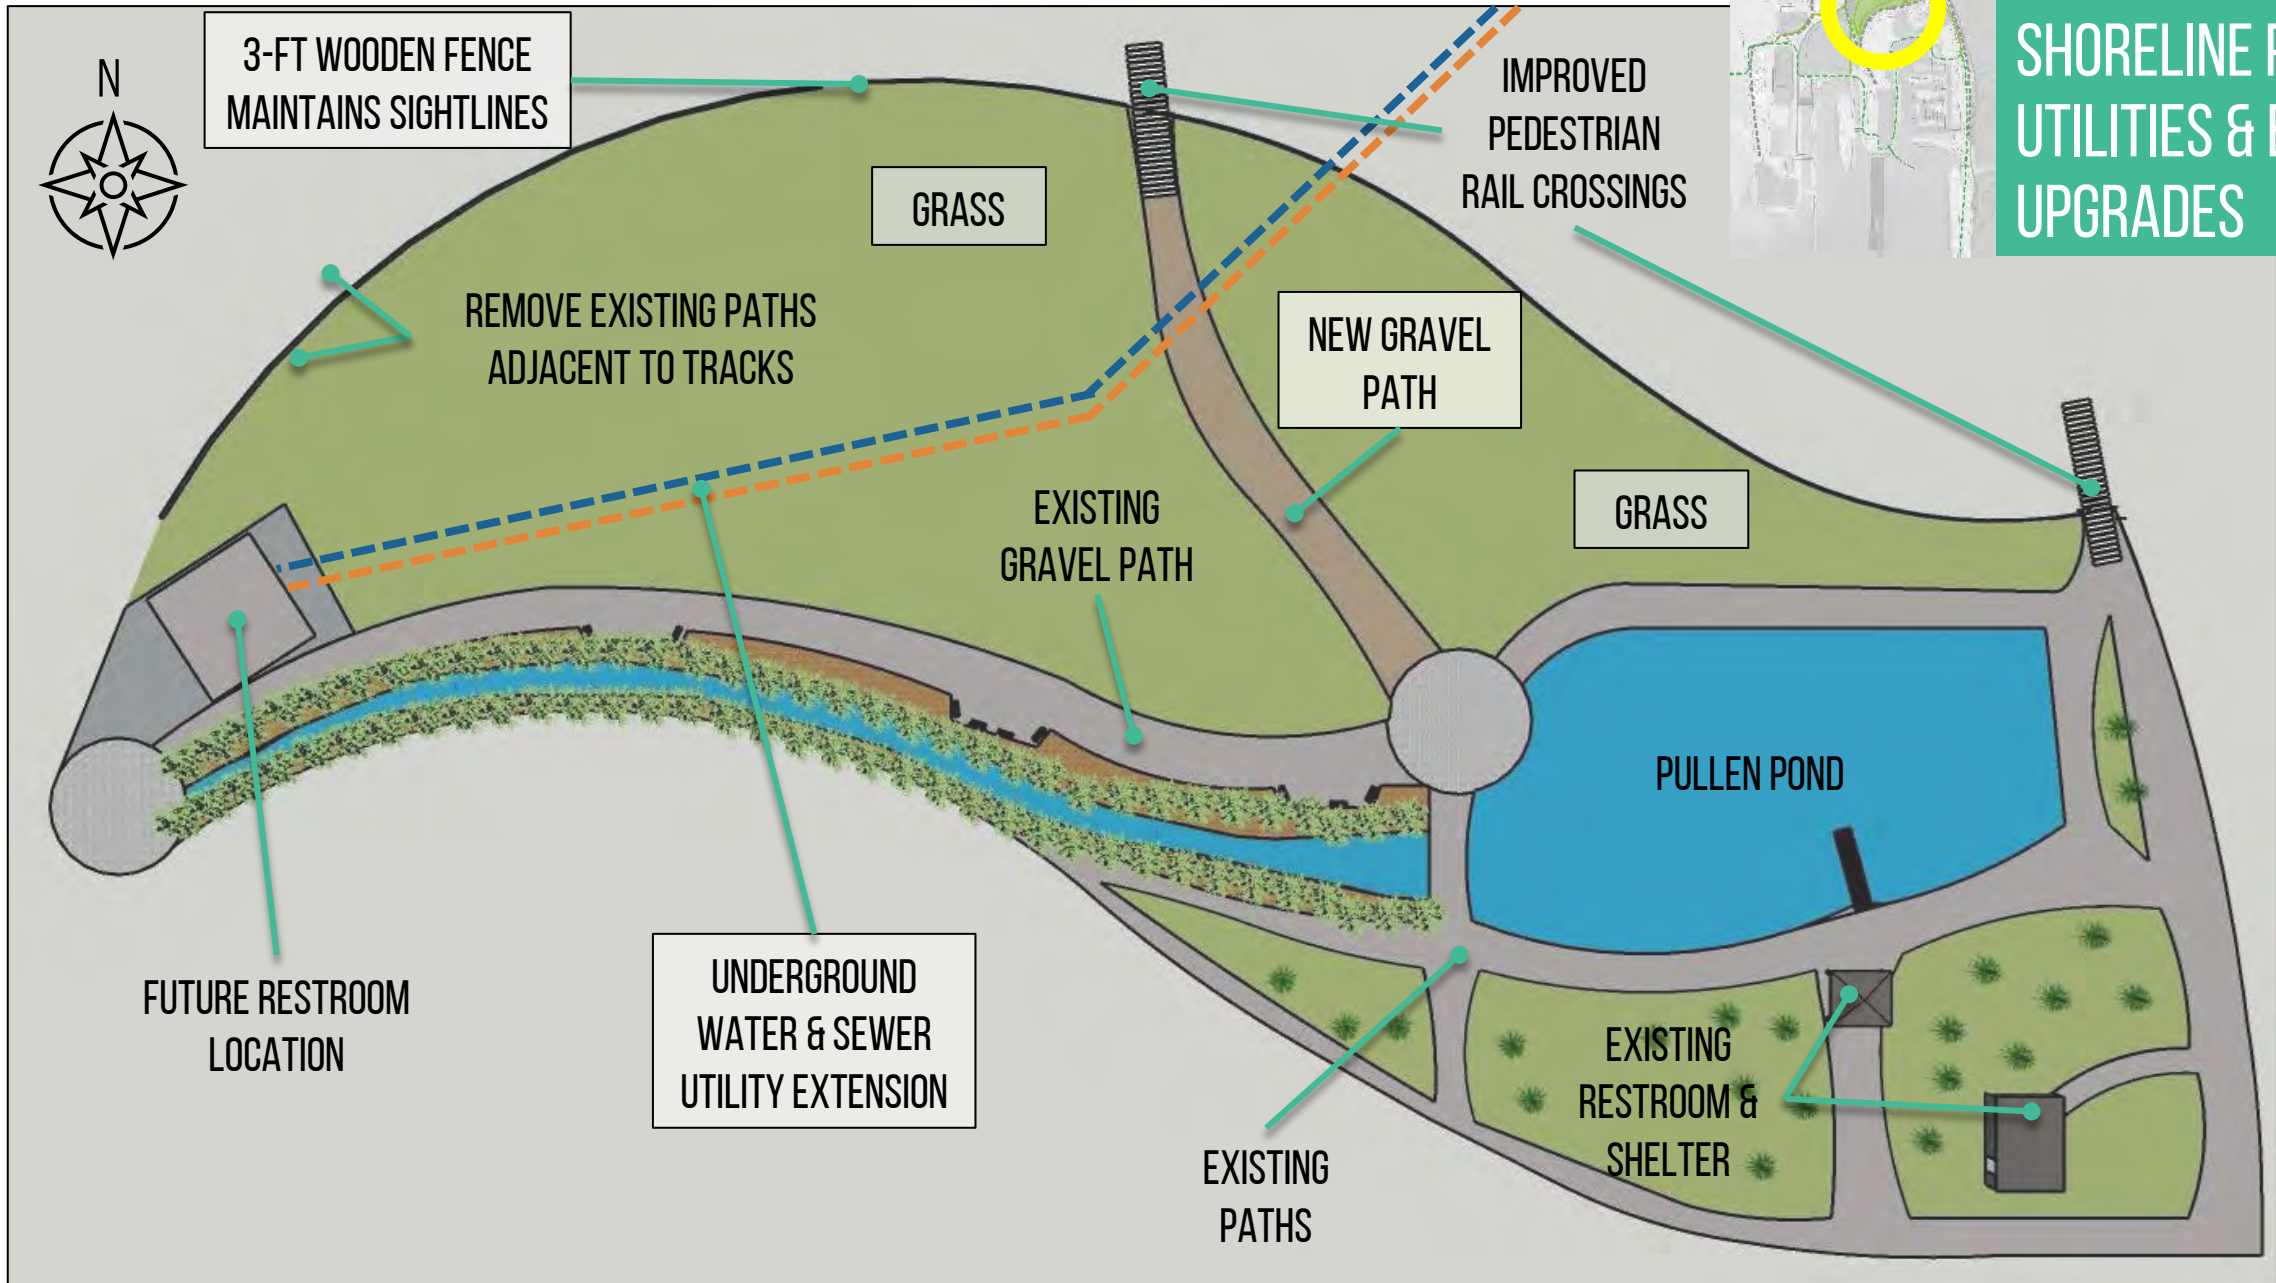 N
3-FT WOODEN FENCE
MAINTAINS SIGHTLINES
IMPROVED
PEDESTRIAN
RAIL CROSSINGS
SHORELINE
UTILITIES &
UPGRADES
GRASS
REMOVE EXISTING PATHS
ADJACENT TO TRACKS
NEW GRAVEL
PATH
EXISTING
GRAVEL PATH
GRASS
PULLEN POND
FUTURE RESTROOM
LOCATION
UNDERGROUND
WATER & SEWER
UTILITY EXTENSION
EXISTING
RESTROOM &
SHELTER
EXISTING
PATHS